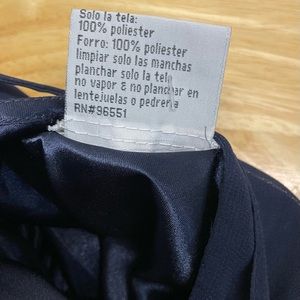 Solo la tela:
100% poliester
Forro: 100% poliester
limpiar solo las manchas
planchar solo la tela
no vapor & no planchar en
lentejuelas o pedreria
RN#96551